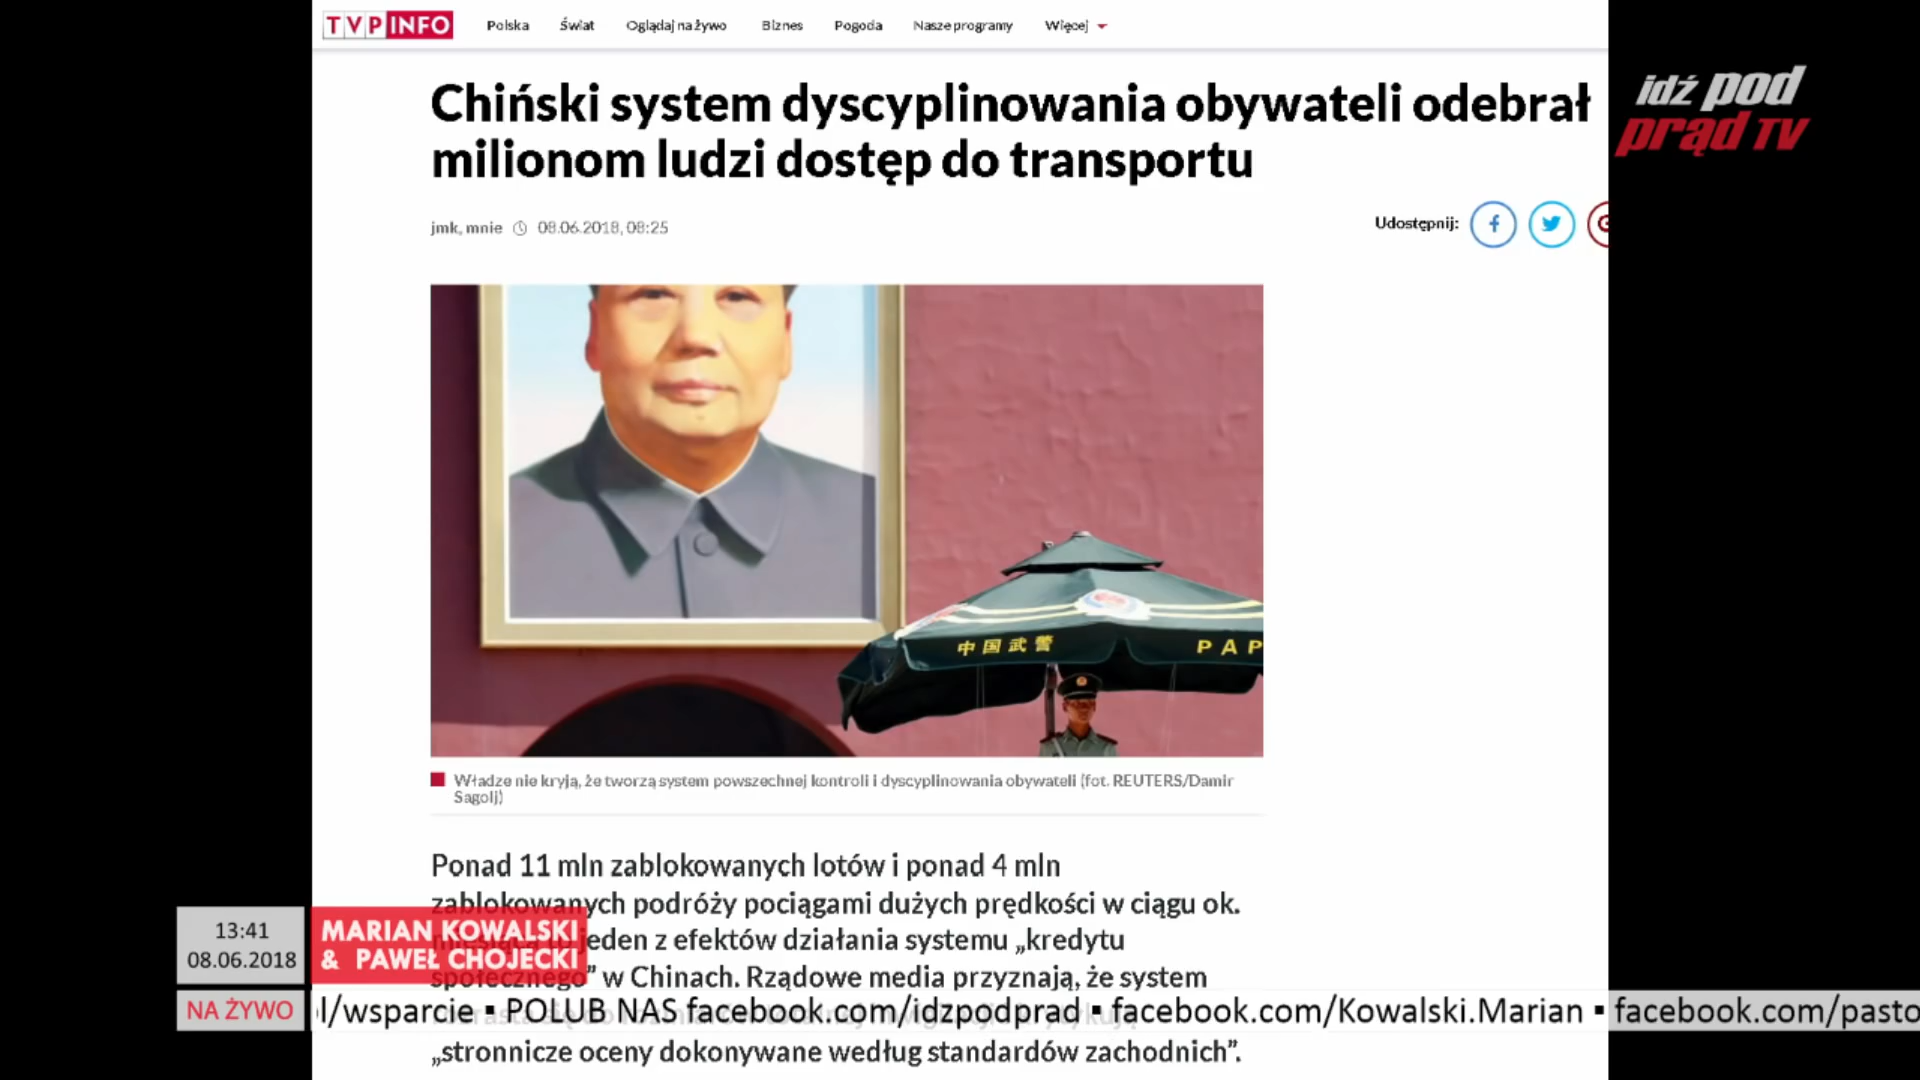 TVP INFO
Polska Świat Oglądaj na żywo Biznes Pogoda Nasze programy Więcej
idź pod
prąd TV
Chiński system dyscyplinowania obywateli odebrał
milionom ludzi dostęp do transportu
jmk, mnie 08.06.2018, 08:25
Udostępnij:
中国武警
PAP
Władze nie kryją, że tworzą system powszechnej kontroli i dyscyplinowania obywateli (fot. REUTERS/Damir
Sagolj)
Ponad 11 mln zablokowanych lotów i ponad 4 mln
zablokowanych podróży pociągami dużych prędkości w ciągu ok.
jeden z efektów działania systemu „kredytu
społecznego” w Chinach. Rządowe media przyznają, że system
„stronnicze oceny dokonywane według standardów zachodnich”.
13:41
08.06.2018
MARIAN KOWALSKI
& PAWEŁ CHOJECKI
NA ŻYWO
l/wsparcie ▪ POLUB NAS facebook.com/idzpodprad ▪ facebook.com/Kowalski.Marian ▪ facebook.com/pasto